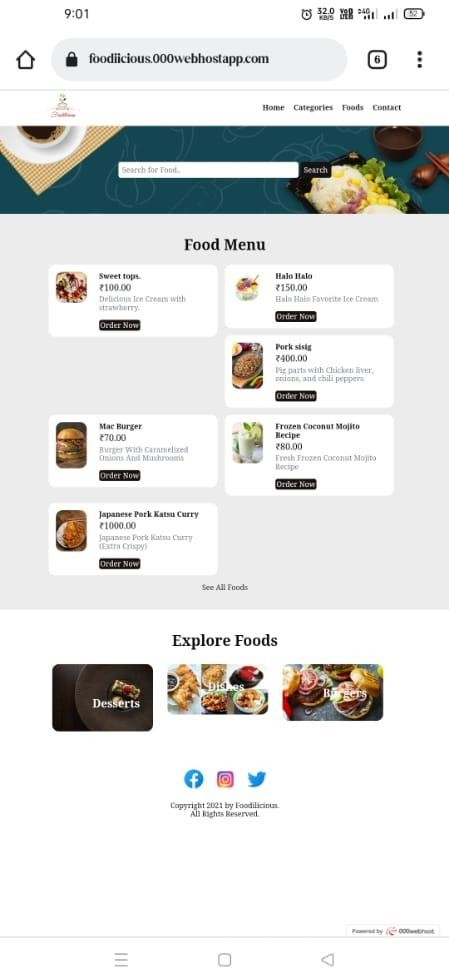 9:01
32.0 KB/S
VoD LTED
4G
52
foodiicious.000webhostapp.com
6
Foodilicious
Home Categories Foods Contact
Search for Food..
Search
Food Menu
Sweet tops.
₹100.00
Delicious Ice Cream with
strawberry.
Order Now
Halo Halo
₹150.00
Halo Halo Favorite Ice Cream
Order Now
Pork sisig
₹400.00
Pig parts with Chicken liver,
onions, and chili peppers.
Order Now
Mac Burger
₹70.00
Burger With Caramelized
Onions And Mushrooms
Order Now
Frozen Coconut Mojito
Recipe
₹80.00
Fresh Frozen Coconut Mojito
Recipe
Order Now
Japanese Pork Katsu Curry
₹1000.00
Japanese Pork Katsu Curry
(Extra Crispy)
Order Now
See All Foods
Explore Foods
Desserts
Dishes
Burgers
Copyright 2021 by Foodilicious.
All Rights Reserved.
Powered by 000webhost